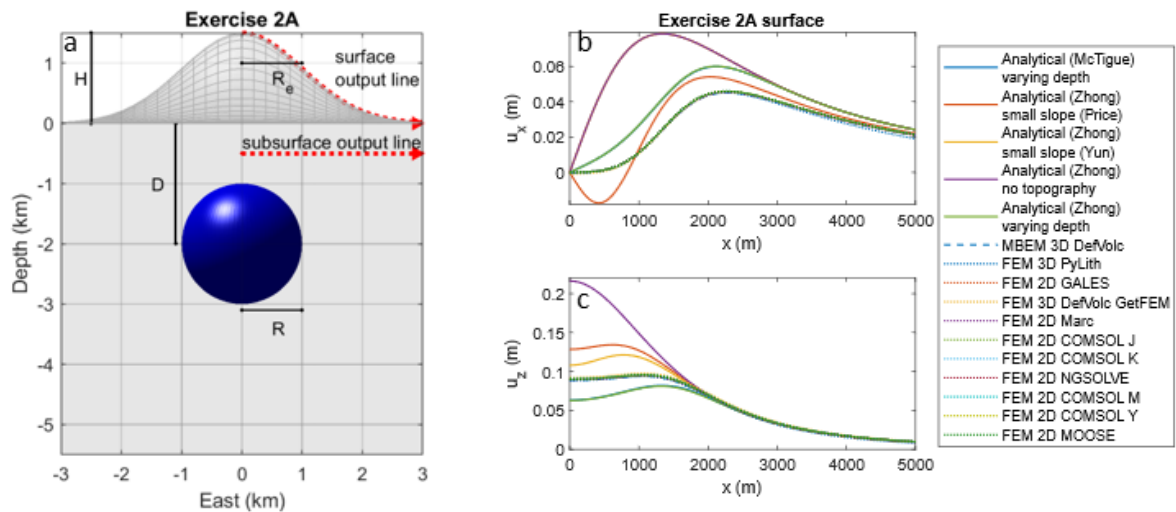 Exercise 2A
a
surface
output line
H
R_e
subsurface output line
D
R
1
0
-1
-2
-3
-4
-5
Depth (km)
-3 -2 -1 0 1 2 3
East (km)
Exercise 2A surface
b
0.08
0.06
0.04
0.02
0
u_x (m)
0 1000 2000 3000 4000 5000
x (m)
c
0.2
0.15
0.1
0.05
0
u_z (m)
0 1000 2000 3000 4000 5000
x (m)
Analytical (McTigue)
varying depth
Analytical (Zhong)
small slope (Price)
Analytical (Zhong)
small slope (Yun)
Analytical (Zhong)
no topography
Analytical (Zhong)
varying depth
MBEM 3D DefVolc
FEM 3D PyLith
FEM 2D GALES
FEM 3D DefVolc GetFEM
FEM 2D Marc
FEM 2D COMSOL J
FEM 2D COMSOL K
FEM 2D NGSOLVE
FEM 2D COMSOL M
FEM 2D COMSOL Y
FEM 2D MOOSE